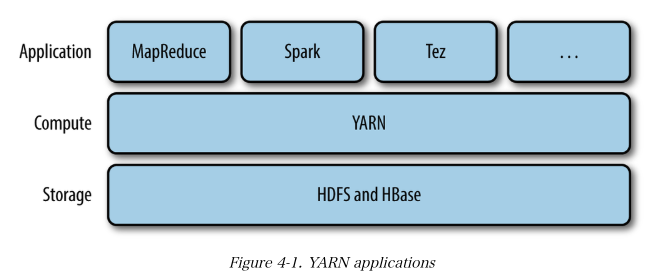 Application MapReduce Spark Tez ...
Compute YARN
Storage HDFS and HBase
Figure 4-1. YARN applications